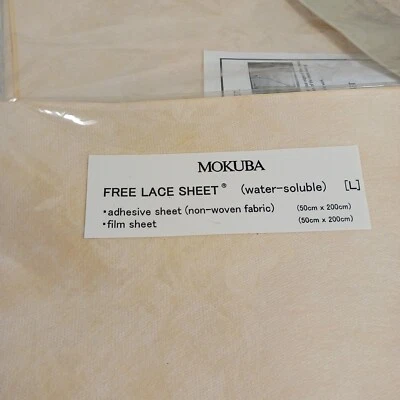 MOKUBA
FREE LACE SHEET® (water-soluble) [L]
•adhesive sheet (non-woven fabric) (50cm x 200cm)
•film sheet (50cm x 200cm)